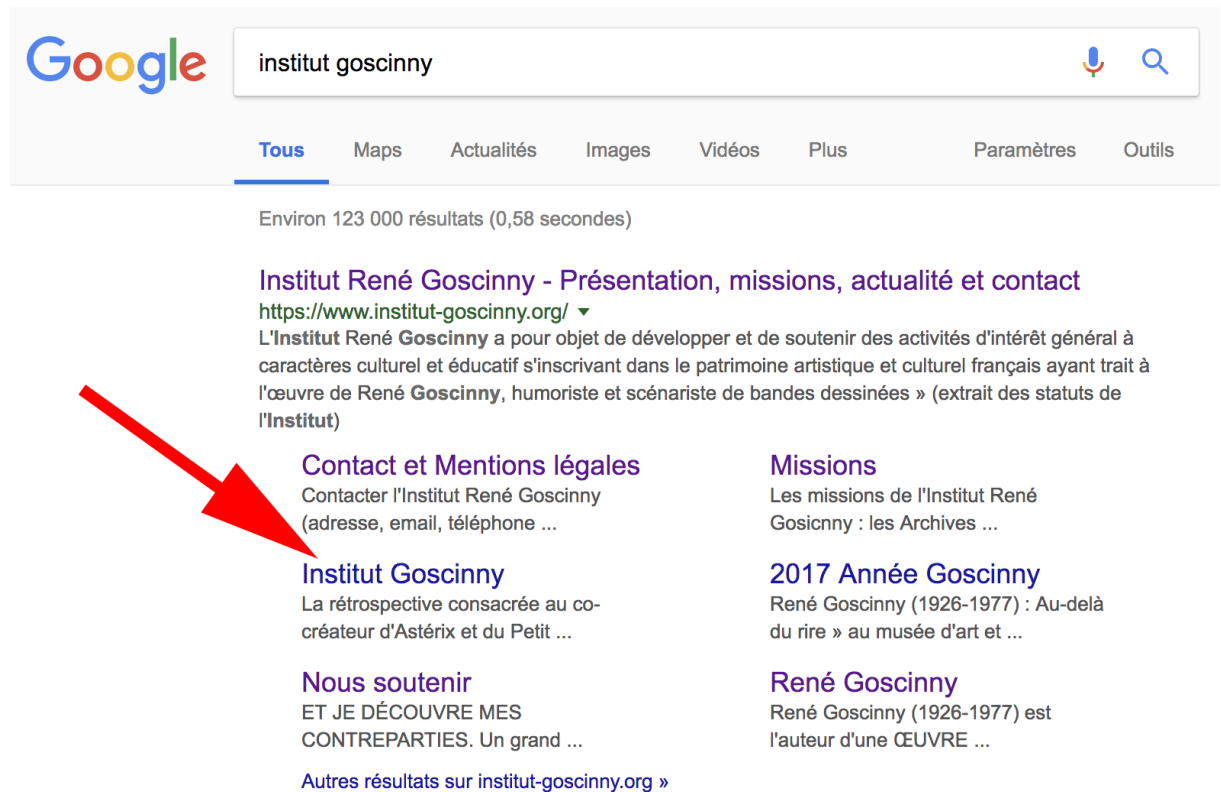 Google
institut goscinny
Tous Maps Actualités Images Vidéos Plus Paramètres Outils
Environ 123 000 résultats (0,58 secondes)
Institut René Goscinny - Présentation, missions, actualité et contact
https://www.institut-goscinny.org/
L'Institut René Goscinny a pour objet de développer et de soutenir des activités d'intérêt général à
caractères culturel et éducatif s'inscrivant dans le patrimoine artistique et culturel français ayant trait à
l'œuvre de René Goscinny, humoriste et scénariste de bandes dessinées » (extrait des statuts de
l'Institut)
Contact et Mentions légales
Contacter l'Institut René Goscinny
(adresse, email, téléphone ...
Missions
Les missions de l'Institut René
Gosicnny : les Archives ...
Institut Goscinny
La rétrospective consacrée au co-
créateur d'Astérix et du Petit ...
2017 Année Goscinny
René Goscinny (1926-1977) : Au-delà
du rire » au musée d'art et ...
Nous soutenir
ET JE DÉCOUVRE MES
CONTREPARTIES. Un grand ...
René Goscinny
René Goscinny (1926-1977) est
l'auteur d'une ŒUVRE ...
Autres résultats sur institut-goscinny.org »